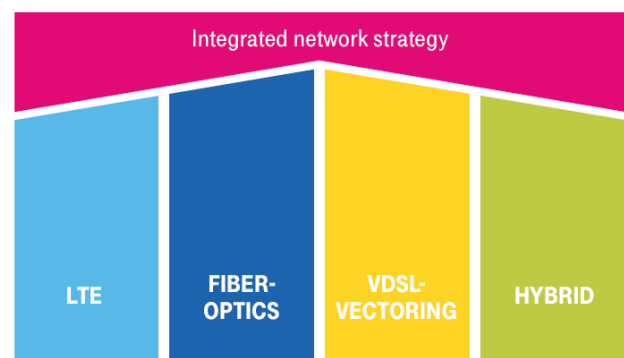 Integrated network strategy
LTE
FIBER-
OPTICS
VDSL-
VECTORING
HYBRID